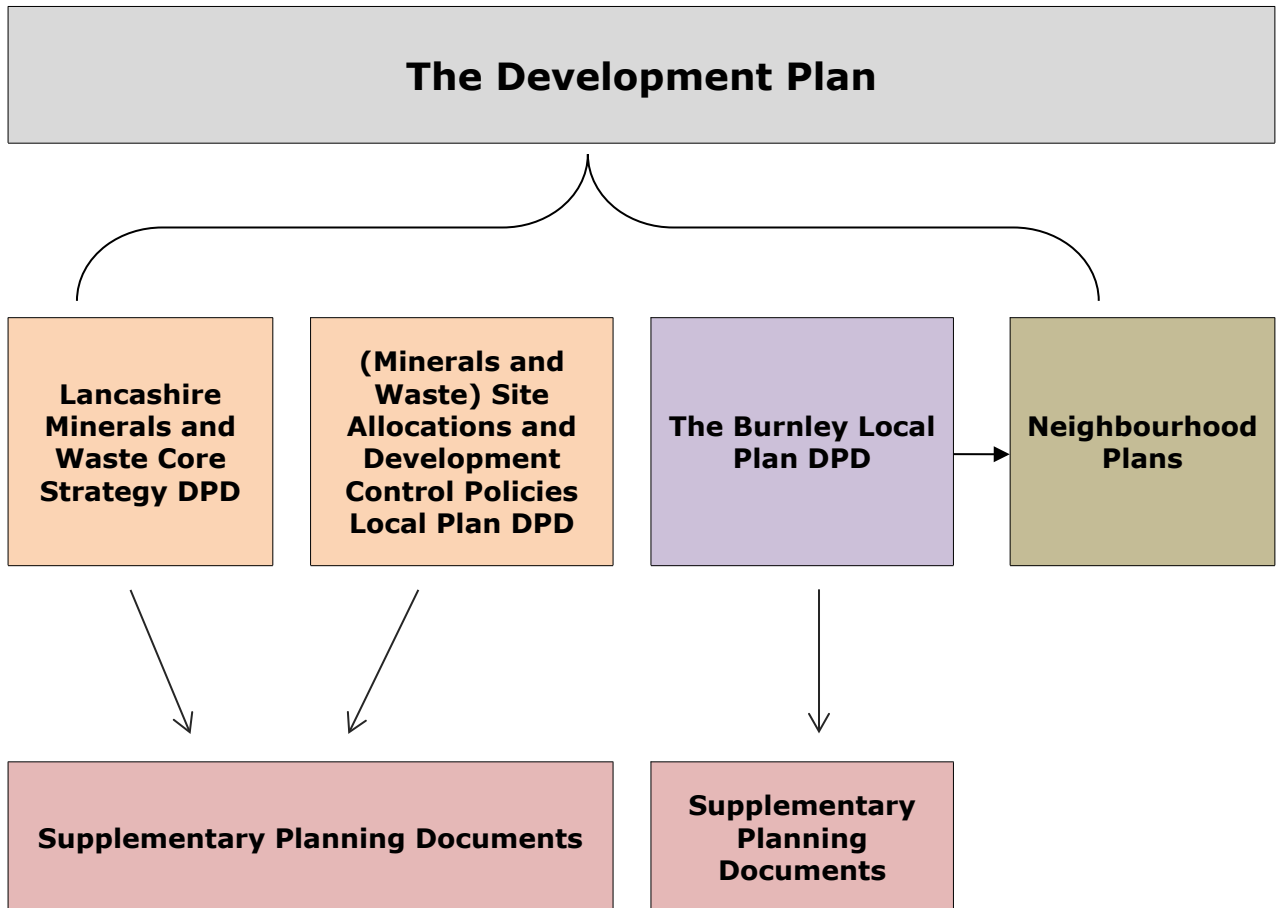 The Development Plan
Lancashire
Minerals and
Waste Core
Strategy DPD
(Minerals and
Waste) Site
Allocations and
Development
Control Policies
Local Plan DPD
The Burnley Local
Plan DPD
Neighbourhood
Plans
Supplementary Planning Documents
Supplementary
Planning
Documents